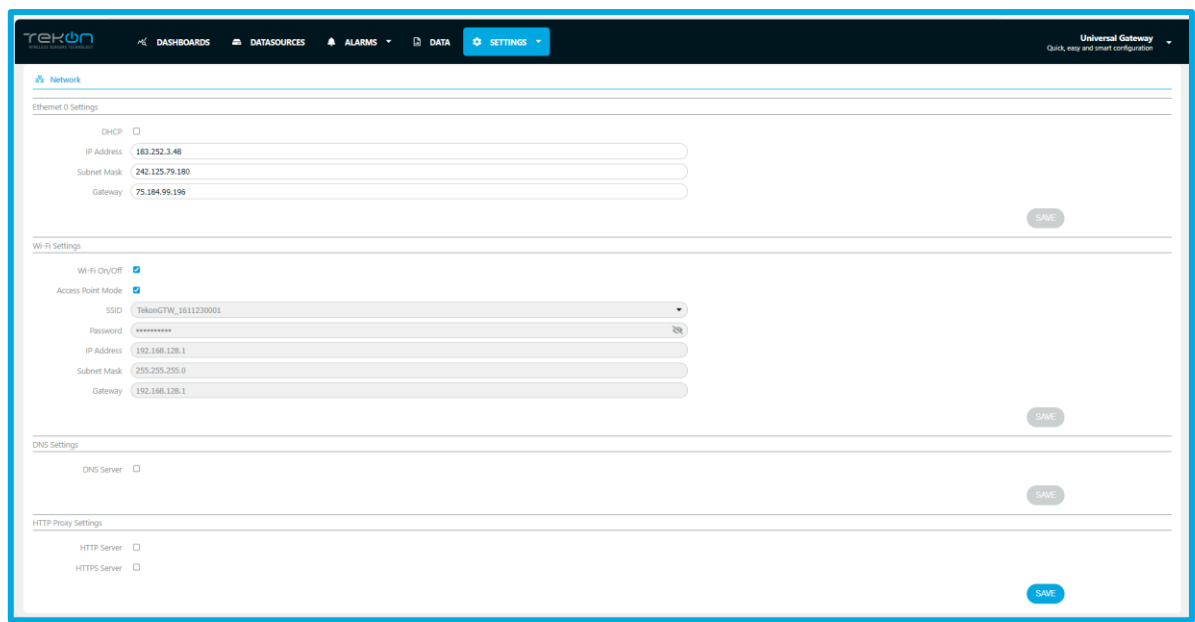 TEKON
WIRELESS SENSORS TECHNOLOGY
DASHBOARDS DATASOURCES ALARMS DATA SETTINGS
Universal Gateway
Quick, easy and smart configuration
Network
Ethernet 0 Settings
DHCP
IP Address 183.252.3.48
Subnet Mask 242.125.79.180
Gateway 75.184.99.196
SAVE
Wi-Fi Settings
Wi-Fi On/Off
Access Point Mode
SSID TekonGTW_1611230001
Password **********
IP Address 192.168.128.1
Subnet Mask 255.255.255.0
Gateway 192.168.128.1
SAVE
DNS Settings
DNS Server
SAVE
HTTP Proxy Settings
HTTP Server
HTTPS Server
SAVE